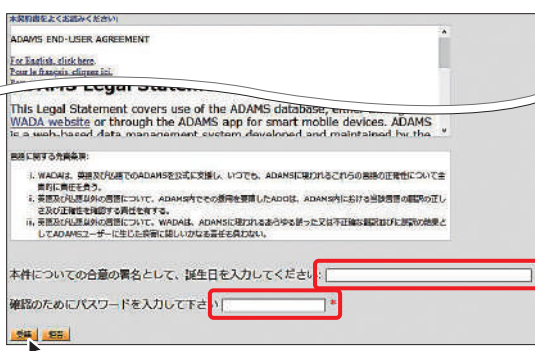 本契約書をよくお読みください:
ADAMS END-USER AGREEMENT
For English, click here.
Pour le français, cliquez ici.
This Legal Statement covers use of the ADAMS database,
WADA website or through the ADAMS app for smart mobile devices. ADAMS
is a web-based data management system developed and maintained by the
言語に関する免責条項:
i. WADAは、英語及び仏語でのADAMSを公式に支援し、いつでも、ADAMSに現われるこれらの言語の正確性について全
面的に責任を負う。
ii. 英語及び仏語以外の言語について、ADAMS内でその使用を要請したADOは、ADAMS内における当該言語の翻訳の正し
さ及び正確性を確認する責任を有する。
iii. 英語及び仏語以外の言語について、WADAは、ADAMSに現われるあらゆる誤った又は不正確な翻訳並びに誤訳の結果と
してADAMSユーザーに生じた損害に関しいかなる責任も負わない。
本件についての合意の署名として、誕生日を入力してください:
確認のためにパスワードを入力して下さい *
受諾 拒否